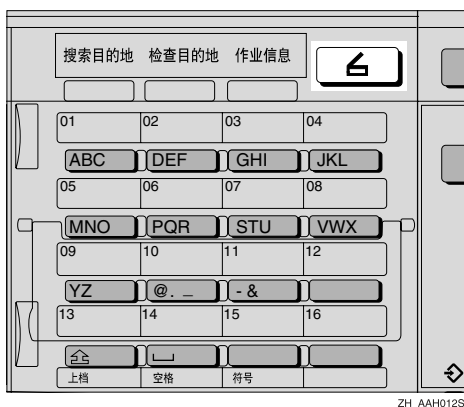 搜索目的地 检查目的地 作业信息
01 02 03 04
ABC DEF GHI JKL
05 06 07 08
MNO PQR STU VWX
09 10 11 12
YZ @. _ - &
13 14 15 16
上档 空格 符号
ZH_AAH012S